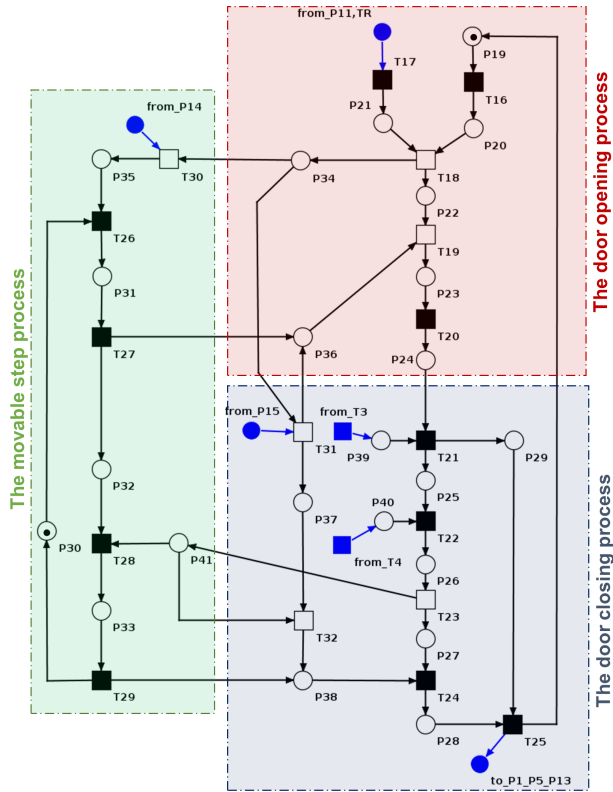 from_P11,TR
T17
P19
T16
P21
P20
from_P14
P35
T30
P34
T18
P22
T26
T19
P31
P23
T27
P36
T20
P24
from_P15
from_T3
T31
P39
T21
P29
P32
P25
P37
P40
T22
P30
T28
P41
from_T4
P26
T23
P33
T32
P27
T29
P38
T24
P28
T25
to_P1_P5_P13
The movable step process
The door opening process
The door closing process